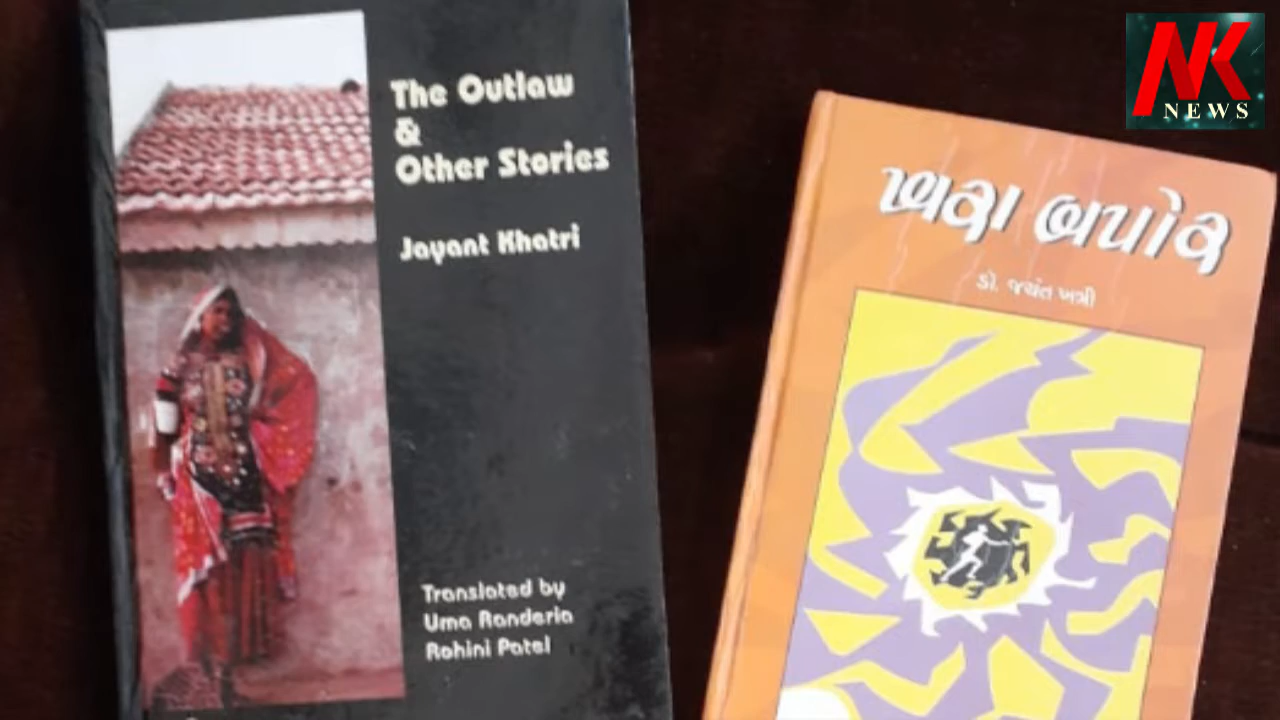 The Outlaw
&
Other Stories
Jayant Khatri
Translated by
Uma Randeria
Rohini Patel
ખરા બપોર
ડૉ. જયંત ખત્રી
NK
NEWS